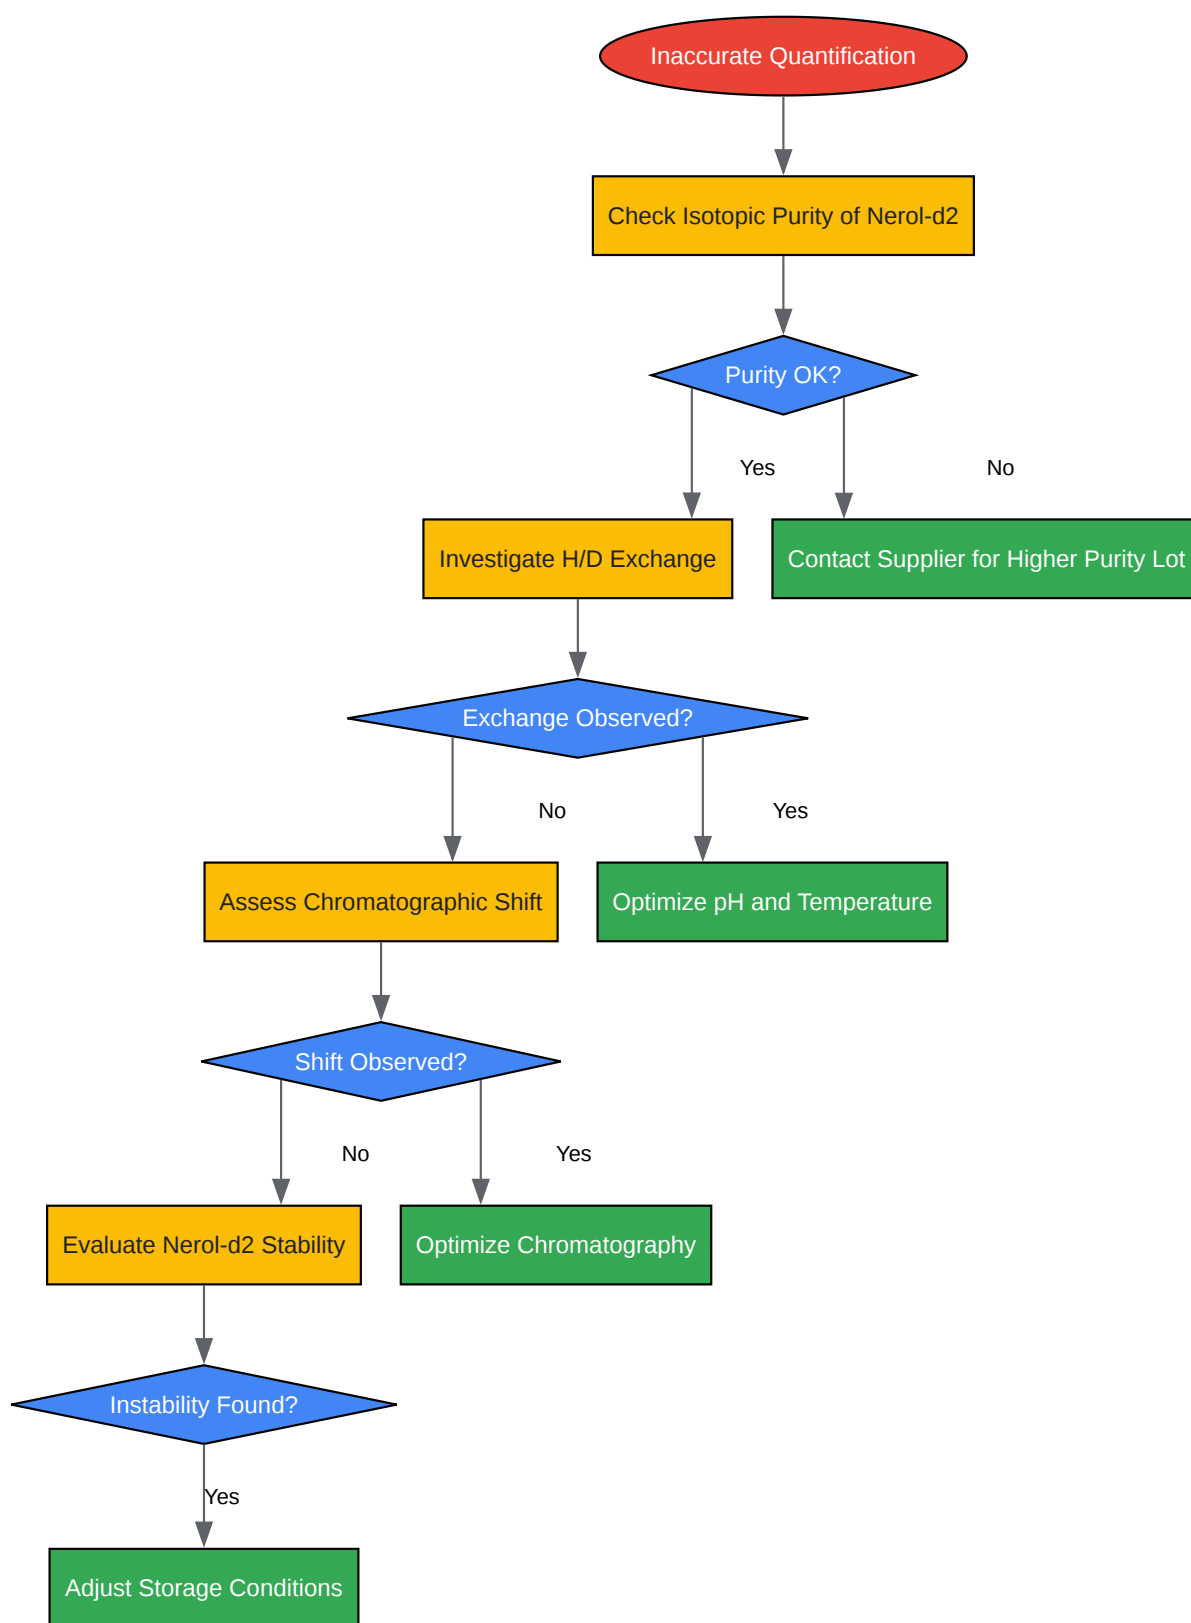 Inaccurate Quantification
Check Isotopic Purity of Nerol-d2
Purity OK?
Yes
No
Investigate H/D Exchange
Contact Supplier for Higher Purity Lot
Exchange Observed?
No
Yes
Assess Chromatographic Shift
Optimize pH and Temperature
Shift Observed?
No
Yes
Evaluate Nerol-d2 Stability
Optimize Chromatography
Instability Found?
Yes
Adjust Storage Conditions